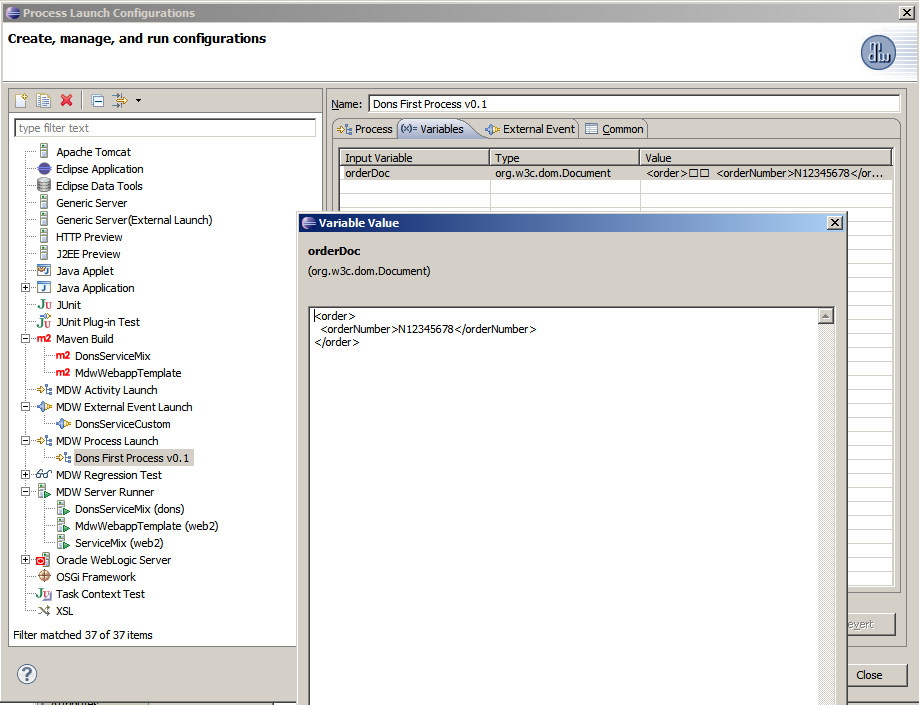 Process Launch Configurations
Create, manage, and run configurations
Name: Dons First Process v0.1
type filter text
Process
(x)= Variables
External Event
Common
Input Variable Type Value
orderDoc org.w3c.dom.Document <order>□□ <orderNumber>N12345678</or...
Apache Tomcat
Eclipse Application
Eclipse Data Tools
Generic Server
Generic Server(External Launch)
HTTP Preview
J2EE Preview
Java Applet
Java Application
JUnit
JUnit Plug-in Test
Maven Build
DonsServiceMix
MdwWebappTemplate
MDW Activity Launch
MDW External Event Launch
DonsServiceCustom
MDW Process Launch
Dons First Process v0.1
MDW Regression Test
MDW Server Runner
DonsServiceMix (dons)
MdwWebappTemplate (web2)
ServiceMix (web2)
Oracle WebLogic Server
OSGi Framework
Task Context Test
XSL
Filter matched 37 of 37 items
Variable Value
orderDoc
(org.w3c.dom.Document)
<order>
<orderNumber>N12345678</orderNumber>
</order>
evert
Close